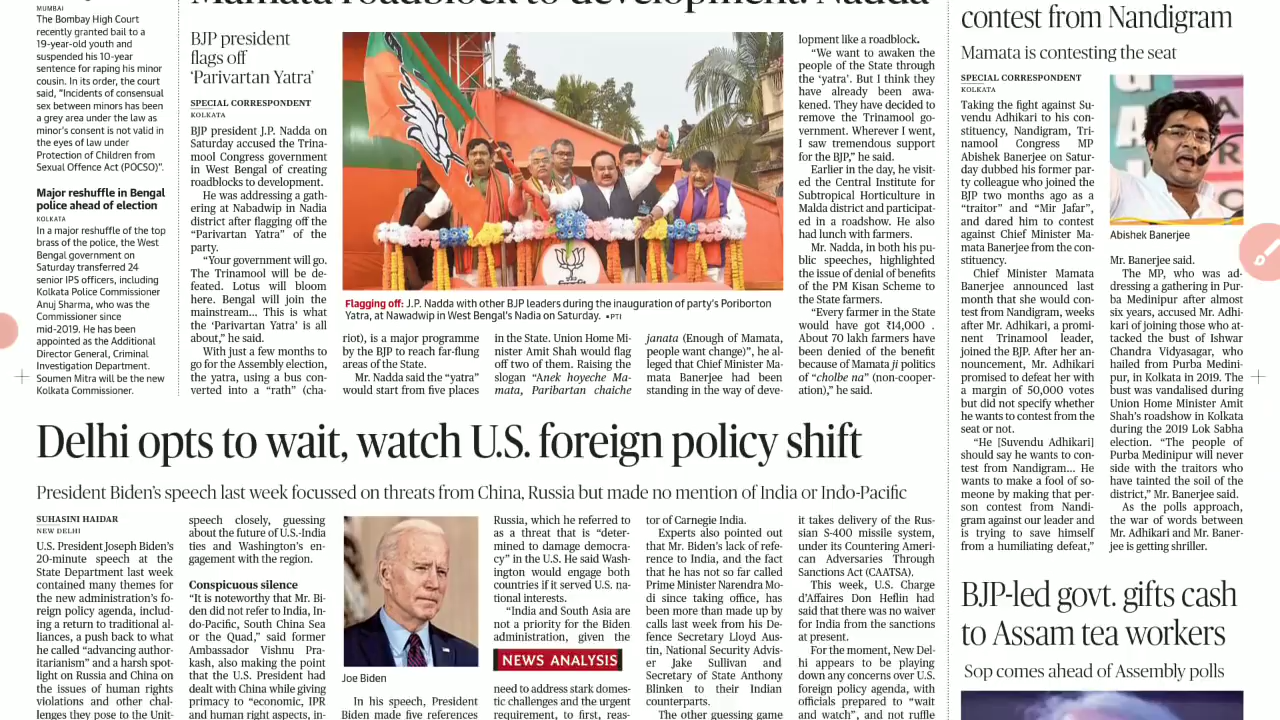 MUMBAI
The Bombay High Court
recently granted bail to a
19-year-old youth and
suspended his 10-year
sentence for raping his minor
cousin. In its order, the court
said, "Incidents of consensual
sex between minors has been
a grey area under the law as
minor's consent is not valid in
the eyes of law under
Protection of Children from
Sexual Offence Act (POCSO)".
Major reshuffle in Bengal
police ahead of election
KOLKATA
In a major reshuffle of the top
brass of the police, the West
Bengal government on
Saturday transferred 24
senior IPS officers, including
Kolkata Police Commissioner
Anuj Sharma, who was the
Commissioner since
mid-2019. He has been
appointed as the Additional
Director General, Criminal
Investigation Department.
Soumen Mitra will be the new
Kolkata Commissioner.
Mamata roadblock to development: Nadda
BJP president
flags off
'Parivartan Yatra'
SPECIAL CORRESPONDENT
KOLKATA
BJP president J.P. Nadda on
Saturday accused the Trina-
mool Congress government
in West Bengal of creating
roadblocks to development.
He was addressing a gath-
ering at Nabadwip in Nadia
district after flagging off the
"Parivartan Yatra" of the
party.
"Your government will go.
The Trinamool will be de-
feated. Lotus will bloom
here. Bengal will join the
mainstream... This is what
the 'Parivartan Yatra' is all
about," he said.
With just a few months to
go for the Assembly election,
the yatra, using a bus con-
verted into a "rath" (cha-
Flagging off: J.P. Nadda with other BJP leaders during the inauguration of party's Poriborton
Yatra, at Nawadwip in West Bengal's Nadia on Saturday. ▪PTI
riot), is a major programme
by the BJP to reach far-flung
areas of the State.
Mr. Nadda said the "yatra"
would start from five places
in the State. Union Home Mi-
nister Amit Shah would flag
off two of them. Raising the
slogan "Anek hoyeche Ma-
mata, Paribartan chaiche
janata (Enough of Mamata,
people want change)", he al-
leged that Chief Minister Ma-
mata Banerjee had been
standing in the way of deve-
lopment like a roadblock.
"We want to awaken the
people of the State through
the 'yatra'. But I think they
have already been awa-
kened. They have decided to
remove the Trinamool go-
vernment. Wherever I went,
I saw tremendous support
for the BJP," he said.
Earlier in the day, he visit-
ed the Central Institute for
Subtropical Horticulture in
Malda district and participat-
ed in a roadshow. He also
had lunch with farmers.
Mr. Nadda, in both his pu-
blic speeches, highlighted
the issue of denial of benefits
of the PM Kisan Scheme to
the State farmers.
"Every farmer in the State
would have got ₹14,000 .
About 70 lakh farmers have
been denied of the benefit
because of Mamata ji politics
of "cholbe na" (non-cooper-
ation)," he said.
contest from Nandigram
Mamata is contesting the seat
SPECIAL CORRESPONDENT
KOLKATA
Taking the fight against Su-
vendu Adhikari to his con-
stituency, Nandigram, Tri-
namool Congress MP
Abishek Banerjee on Satur-
day dubbed his former par-
ty colleague who joined the
BJP two months ago as a
"traitor" and "Mir Jafar",
and dared him to contest
against Chief Minister Ma-
mata Banerjee from the con-
stituency.
Chief Minister Mamata
Banerjee announced last
month that she would con-
test from Nandigram, weeks
after Mr. Adhikari, a promi-
nent Trinamool leader,
joined the BJP. After her an-
nouncement, Mr. Adhikari
promised to defeat her with
a margin of 50,000 votes
but did not specify whether
he wants to contest from the
seat or not.
"He [Suvendu Adhikari]
should say he wants to con-
test from Nandigram... He
wants to make a fool of so-
meone by making that per-
son contest from Nandi-
gram against our leader and
is trying to save himself
from a humiliating defeat,"
Abishek Banerjee
Mr. Banerjee said.
The MP, who was ad-
dressing a gathering in Pur-
ba Medinipur after almost
six years, accused Mr. Adhi-
kari of joining those who at-
tacked the bust of Ishwar
Chandra Vidyasagar, who
hailed from Purba Medini-
pur, in Kolkata in 2019. The
bust was vandalised during
Union Home Minister Amit
Shah's roadshow in Kolkata
during the 2019 Lok Sabha
election. "The people of
Purba Medinipur will never
side with the traitors who
have tainted the soil of the
district," Mr. Banerjee said.
As the polls approach,
the war of words between
Mr. Adhikari and Mr. Baner-
jee is getting shriller.
Delhi opts to wait, watch U.S. foreign policy shift
President Biden's speech last week focussed on threats from China, Russia but made no mention of India or Indo-Pacific
SUHASINI HAIDAR
NEW DELHI
U.S. President Joseph Biden's
20-minute speech at the
State Department last week
contained many themes for
the new administration's fo-
reign policy agenda, includ-
ing a return to traditional al-
liances, a push back to what
he called "advancing author-
itarianism" and a harsh spot-
light on Russia and China on
the issues of human rights
violations and other chal-
lenges they pose to the Unit-
speech closely, guessing
about the future of U.S.-India
ties and Washington's en-
gagement with the region.
Conspicuous silence
"It is noteworthy that Mr. Bi-
den did not refer to India, In-
do-Pacific, South China Sea
or the Quad," said former
Ambassador Vishnu Pra-
kash, also making the point
that the U.S. President had
dealt with China while giving
primacy to "economic, IPR
and human right aspects, in-
Joe Biden
In his speech, President
Biden made five references
Russia, which he referred to
as a threat that is "deter-
mined to damage democra-
cy" in the U.S. He said Wash-
ington would engage both
countries if it served U.S. na-
tional interests.
"India and South Asia are
not a priority for the Biden
administration, given the
NEWS ANALYSIS
need to address stark domes-
tic challenges and the urgent
requirement, to first, reas-
tor of Carnegie India.
Experts also pointed out
that Mr. Biden's lack of refe-
rence to India, and the fact
that he has not so far called
Prime Minister Narendra Mo-
di since taking office, has
been more than made up by
calls last week from his De-
fence Secretary Lloyd Aus-
tin, National Security Advis-
er Jake Sullivan and
Secretary of State Anthony
Blinken to their Indian
counterparts.
The other guessing game
it takes delivery of the Rus-
sian S-400 missile system,
under its Countering Ameri-
can Adversaries Through
Sanctions Act (CAATSA).
This week, U.S. Charge
d'Affaires Don Heflin had
said that there was no waiver
for India from the sanctions
at present.
For the moment, New Del-
hi appears to be playing
down any concerns over U.S.
foreign policy agenda, with
officials prepared to "wait
and watch", and not ruffle
BJP-led govt. gifts cash
to Assam tea workers
Sop comes ahead of Assembly polls